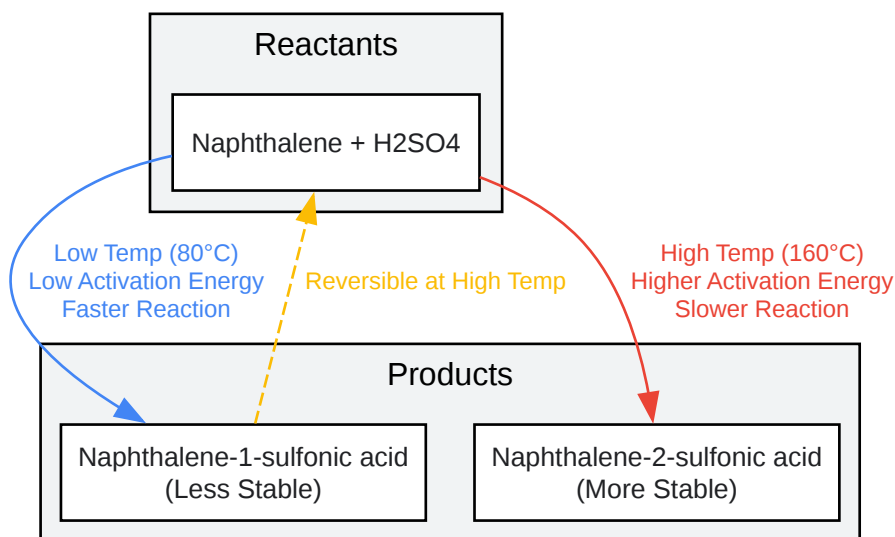 Reactants
Naphthalene + H2SO4
Low Temp (80°C)
Low Activation Energy
Faster Reaction
Reversible at High Temp
High Temp (160°C)
Higher Activation Energy
Slower Reaction
Products
Naphthalene-1-sulfonic acid
(Less Stable)
Naphthalene-2-sulfonic acid
(More Stable)